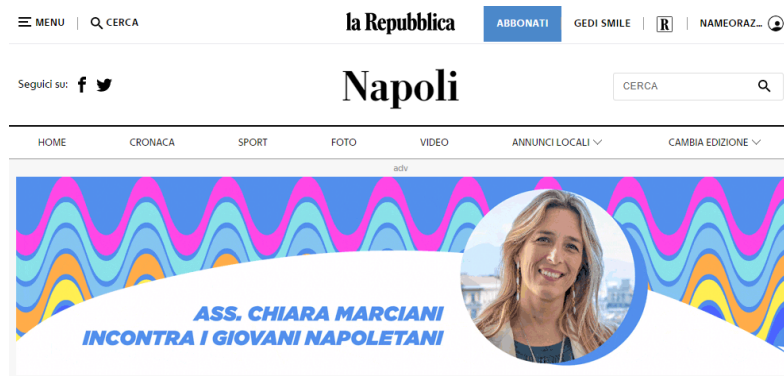 MENU
CERCA
la Repubblica
ABBONATI
GEDI SMILE
R
NAMEORAZ...
Seguici su:
Napoli
CERCA
HOME
CRONACA
SPORT
FOTO
VIDEO
ANNUNCI LOCALI
CAMBIA EDIZIONE
adv
ASS. CHIARA MARCIANI
INCONTRA I GIOVANI NAPOLETANI